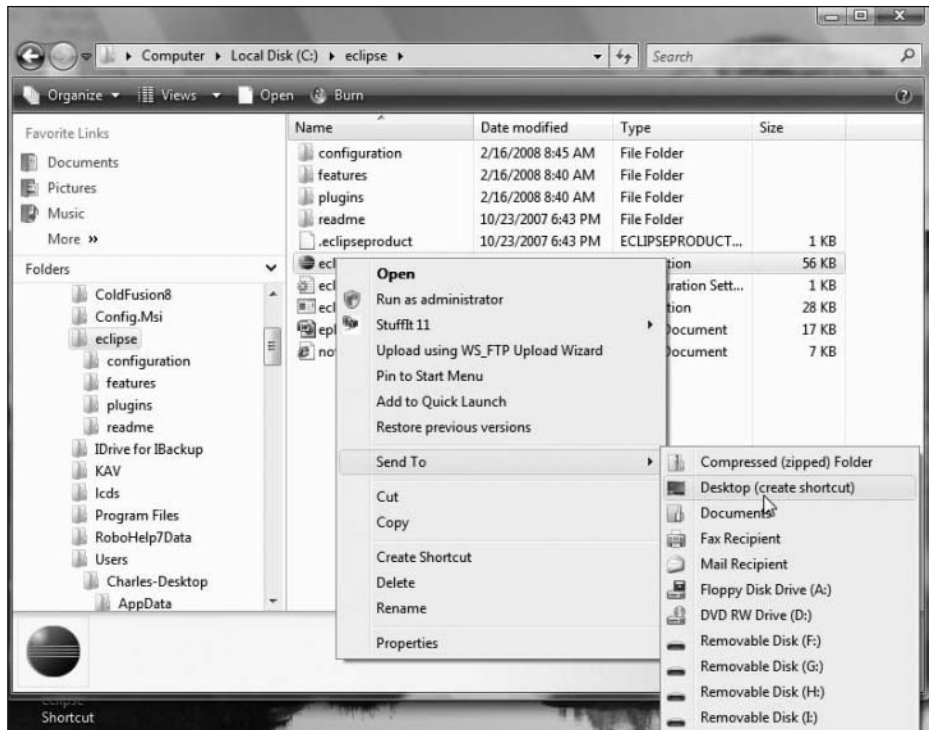 Computer ▸ Local Disk (C:) ▸ eclipse ▸
Search
Organize Views Open Burn
Favorite Links
Documents
Pictures
Music
More »
Folders
ColdFusion8
Config.Msi
eclipse
configuration
features
plugins
readme
IDrive for IBackup
KAV
lcds
Program Files
RoboHelp7Data
Users
Charles-Desktop
AppData
Name Date modified Type Size
configuration 2/16/2008 8:45 AM File Folder
features 2/16/2008 8:40 AM File Folder
plugins 2/16/2008 8:40 AM File Folder
readme 10/23/2007 6:43 PM File Folder
.eclipseproduct 10/23/2007 6:43 PM ECLIPSEPRODUCT... 1 KB
56 KB
Sett... 1 KB
28 KB
Document 17 KB
Document 7 KB
Open
Run as administrator
StuffIt 11
Upload using WS_FTP Upload Wizard
Pin to Start Menu
Add to Quick Launch
Restore previous versions
Send To
Cut
Copy
Create Shortcut
Delete
Rename
Properties
Compressed (zipped) Folder
Desktop (create shortcut)
Documents
Fax Recipient
Mail Recipient
Floppy Disk Drive (A:)
DVD RW Drive (D:)
Removable Disk (F:)
Removable Disk (G:)
Removable Disk (H:)
Removable Disk (I:)
Shortcut